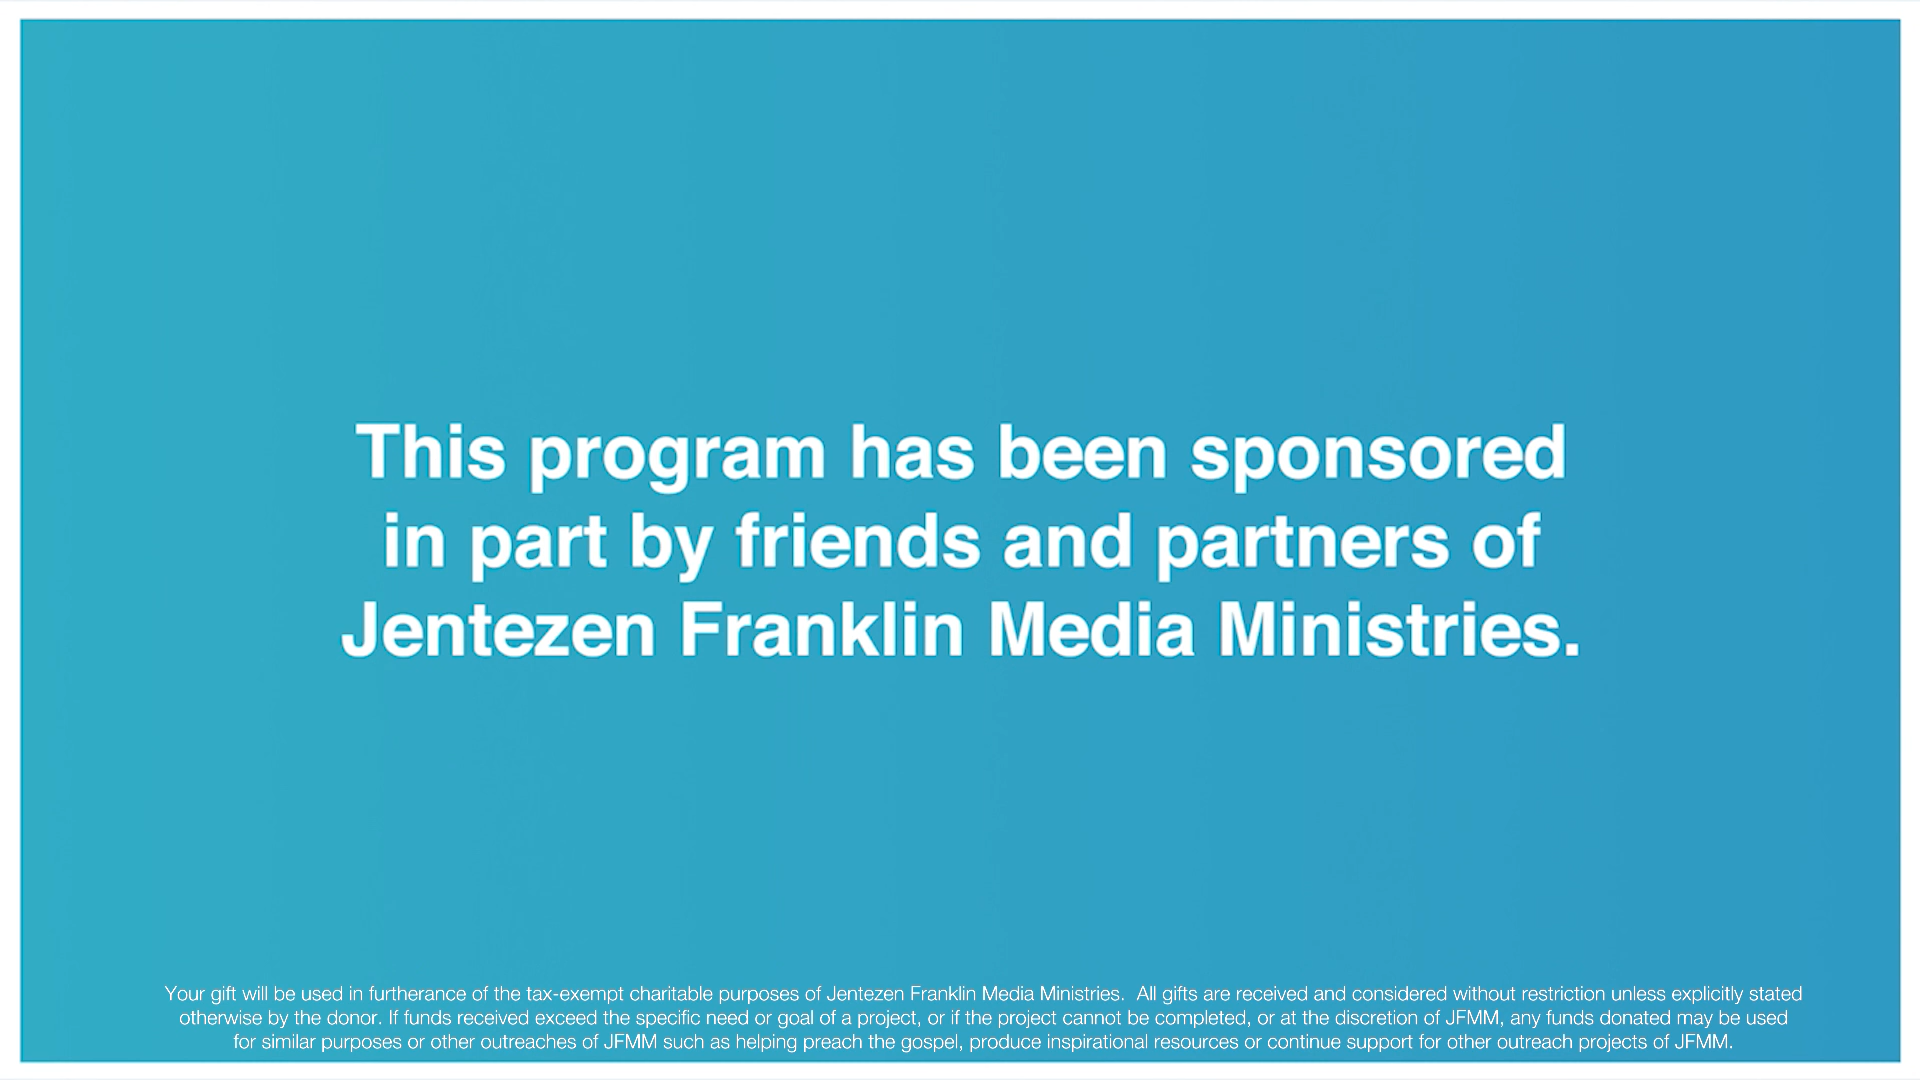 This program has been sponsored
in part by friends and partners of
Jentezen Franklin Media Ministries.
Your gift will be used in furtherance of the tax-exempt charitable purposes of Jentezen Franklin Media Ministries.  All gifts are received and considered without restriction unless explicitly stated
otherwise by the donor. If funds received exceed the specific need or goal of a project, or if the project cannot be completed, or at the discretion of JFMM, any funds donated may be used
for similar purposes or other outreaches of JFMM such as helping preach the gospel, produce inspirational resources or continue support for other outreach projects of JFMM.